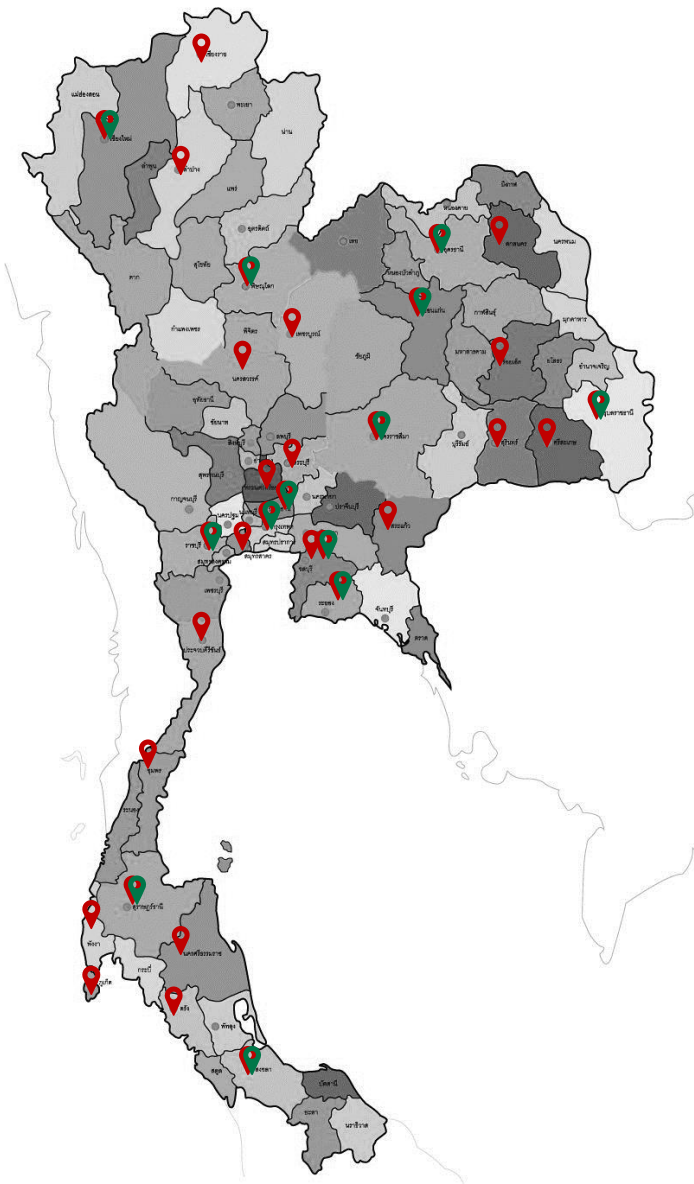 เชียงราย
แม่ฮ่องสอน
พะเยา
น่าน
เชียงใหม่
ลำพูน
ลำปาง
แพร่
บึงกาฬ
หนองคาย
อุตรดิตถ์
เลย
อุดรธานี
สกลนคร
นครพนม
ตาก
สุโขทัย
หนองบัวลำภู
พิษณุโลก
ขอนแก่น
กาฬสินธุ์
มุกดาหาร
กำแพงเพชร
พิจิตร
เพชรบูรณ์
ชัยภูมิ
มหาสารคาม
ร้อยเอ็ด
ยโสธร
อำนาจเจริญ
นครสวรรค์
อุทัยธานี
ชัยนาท
อุบลราชธานี
ลพบุรี
สิงห์บุรี
นครราชสีมา
บุรีรัมย์
สุรินทร์
ศรีสะเกษ
สระบุรี
สุพรรณบุรี
กาญจนบุรี
นครนายก
ปราจีนบุรี
นครปฐม
นนทบุรี
กรุงเทพฯ
สระแก้ว
ราชบุรี
สมุทรปราการ
สมุทรสาคร
สมุทรสงคราม
ชลบุรี
เพชรบุรี
ระยอง
จันทบุรี
ตราด
ประจวบคีรีขันธ์
ชุมพร
ระนอง
สุราษฎร์ธานี
พังงา
นครศรีธรรมราช
กระบี่
ภูเก็ต
ตรัง
พัทลุง
สตูล
สงขลา
ปัตตานี
ยะลา
นราธิวาส